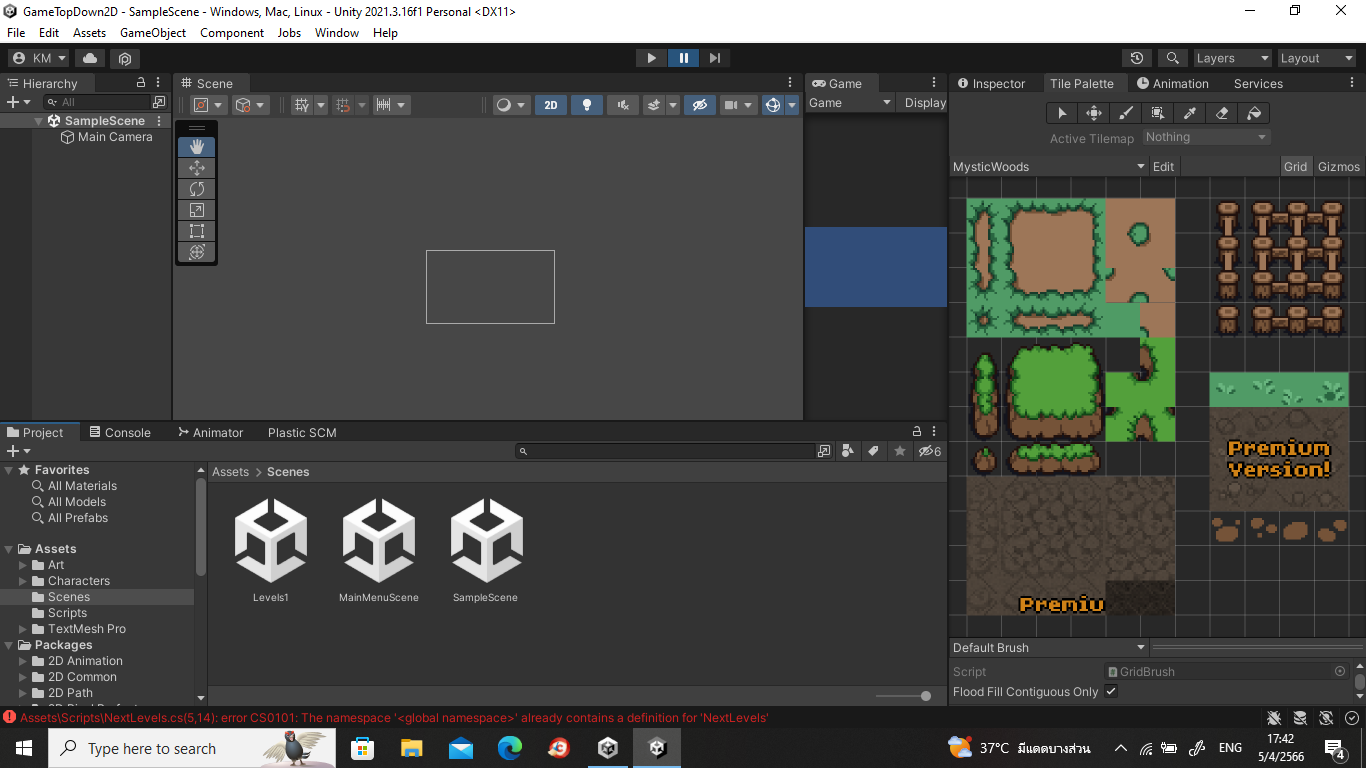 GameTopDown2D - SampleScene - Windows, Mac, Linux - Unity 2021.3.16f1 Personal <DX11>
File Edit Assets GameObject Component Jobs Window Help
KM Layers Layout
Hierarchy Scene Game Inspector Tile Palette Animation Services
All 2D Game Display
SampleScene
Main Camera
Active Tilemap Nothing
MysticWoods Edit Grid Gizmos
Premium
Version!
Premiu
Project Console Animator Plastic SCM
6
Favorites
All Materials
All Models
All Prefabs
Assets
Art
Characters
Scenes
Scripts
TextMesh Pro
Packages
2D Animation
2D Common
2D Path
Assets > Scenes
Levels1 MainMenuScene SampleScene
Default Brush
Script GridBrush
Flood Fill Contiguous Only
Assets\Scripts\NextLevels.cs(5,14): error CS0101: The namespace '<global namespace>' already contains a definition for 'NextLevels'
Type here to search
37°C มีแดดบางส่วน
ENG
17:42
5/4/2566
4